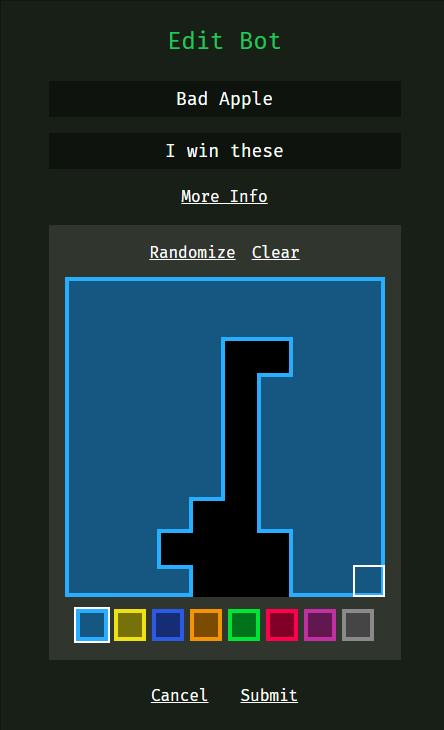 Edit Bot
Bad Apple
I win these
More Info
Randomize Clear
Cancel Submit